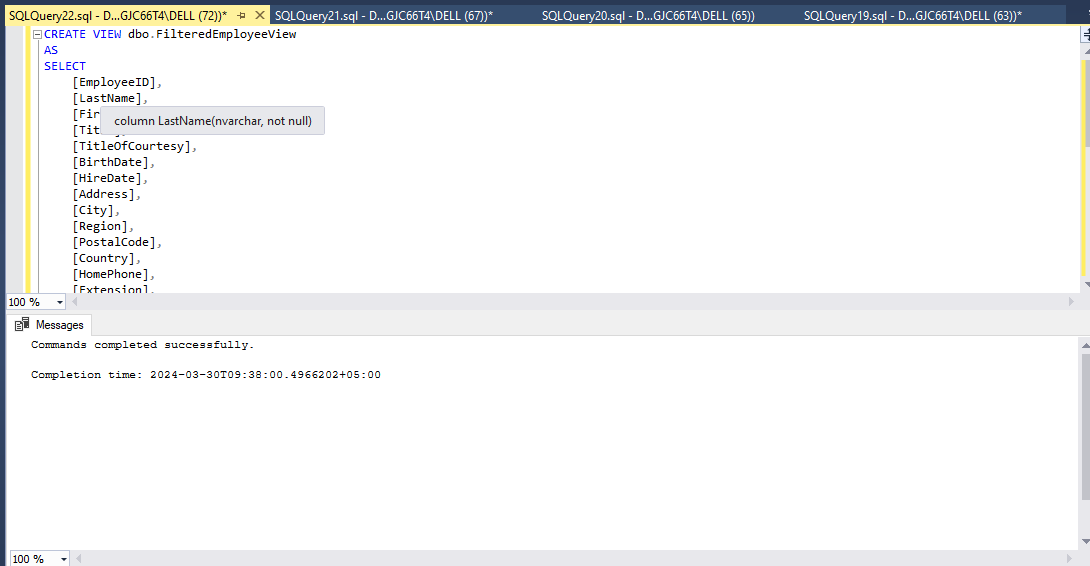 SQLQuery22.sql - D...GJC66T4\DELL (72))* SQLQuery21.sql - D...GJC66T4\DELL (67))* SQLQuery20.sql - D...GJC66T4\DELL (65)) SQLQuery19.sql - D...GJC66T4\DELL (63))*
CREATE VIEW dbo.FilteredEmployeeView
AS
SELECT
[EmployeeID],
[LastName],
[Fir
column LastName(nvarchar, not null)
[Tit
[TitleOfCourtesy],
[BirthDate],
[HireDate],
[Address],
[City],
[Region],
[PostalCode],
[Country],
[HomePhone],
[Extension],
100 %
Messages
Commands completed successfully.
Completion time: 2024-03-30T09:38:00.4966202+05:00
100 %